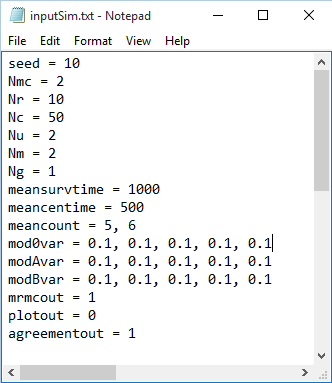 inputSim.txt - Notepad
File Edit Format View Help
seed = 10
Nmc = 2
Nr = 10
Nc = 50
Nu = 2
Nm = 2
Ng = 1
meansurvtime = 1000
meancentime = 500
meancount = 5, 6
mod0var = 0.1, 0.1, 0.1, 0.1, 0.1
modAvar = 0.1, 0.1, 0.1, 0.1, 0.1
modBvar = 0.1, 0.1, 0.1, 0.1, 0.1
mrmcout = 1
plotout = 0
agreementout = 1